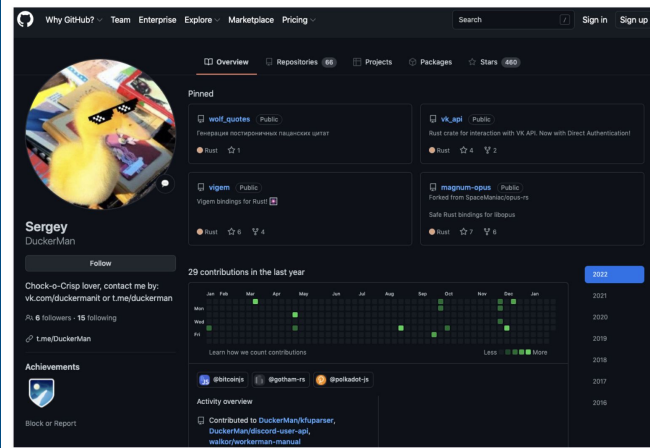 Why GitHub? Team Enterprise Explore Marketplace Pricing Search / Sign in Sign up
Overview Repositories 66 Projects Packages Stars 460
Pinned
wolf_quotes Public
Генерация постироничных пацанских цитат
Rust 1
vk_api Public
Rust crate for interaction with VK API. Now with Direct Authentication!
Rust 4 2
vigem Public
Vigem bindings for Rust!
Rust 6 4
magnum-opus Public
Forked from SpaceManiac/opus-rs
Safe Rust bindings for libopus
Rust 7 6
Sergey
DuckerMan
Follow
Chock-o-Crisp lover, contact me by:
vk.com/duckermanit or t.me/duckerman
6 followers · 15 following
t.me/DuckerMan
Achievements
Block or Report
29 contributions in the last year
Jan Feb Mar Apr May Jun Jul Aug Sep Oct Nov Dec Jan
Mon
Wed
Fri
Learn how we count contributions Less More
@bitcoinjs @gotham-rs @polkadot-js
Activity overview
Contributed to DuckerMan/kfuparser,
DuckerMan/discord-user-api,
walkor/workerman-manual
2022
2021
2020
2019
2018
2017
2016